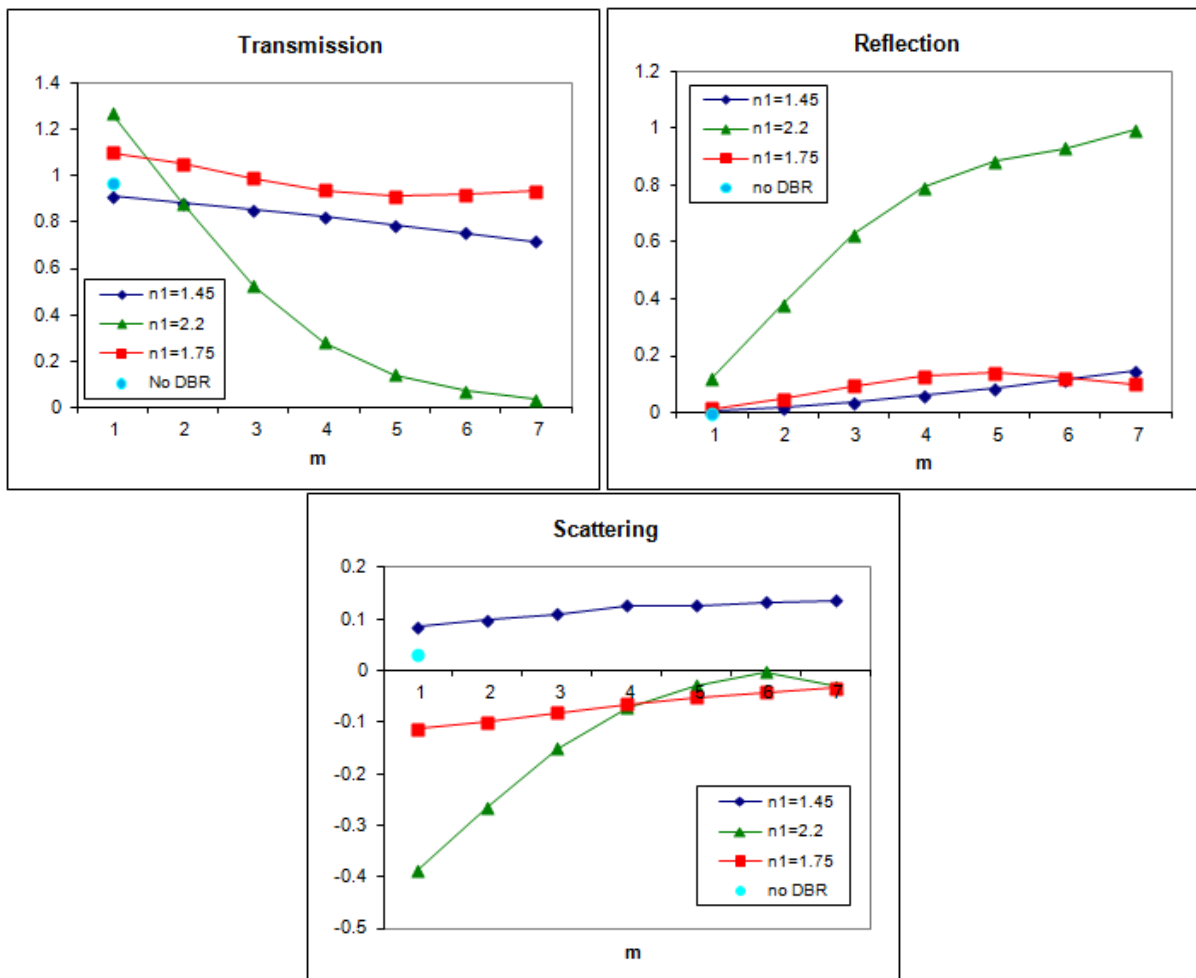 Transmission
1.4
1.2
1
0.8
0.6
0.4
0.2
0
n1=1.45
n1=2.2
n1=1.75
No DBR
1 2 3 4 5 6 7
m
Reflection
1.2
1
0.8
0.6
0.4
0.2
0
n1=1.45
n1=2.2
n1=1.75
no DBR
1 2 3 4 5 6 7
m
Scattering
0.2
0.1
0
-0.1
-0.2
-0.3
-0.4
-0.5
1 2 3 4 5 6 7
n1=1.45
n1=2.2
n1=1.75
no DBR
m